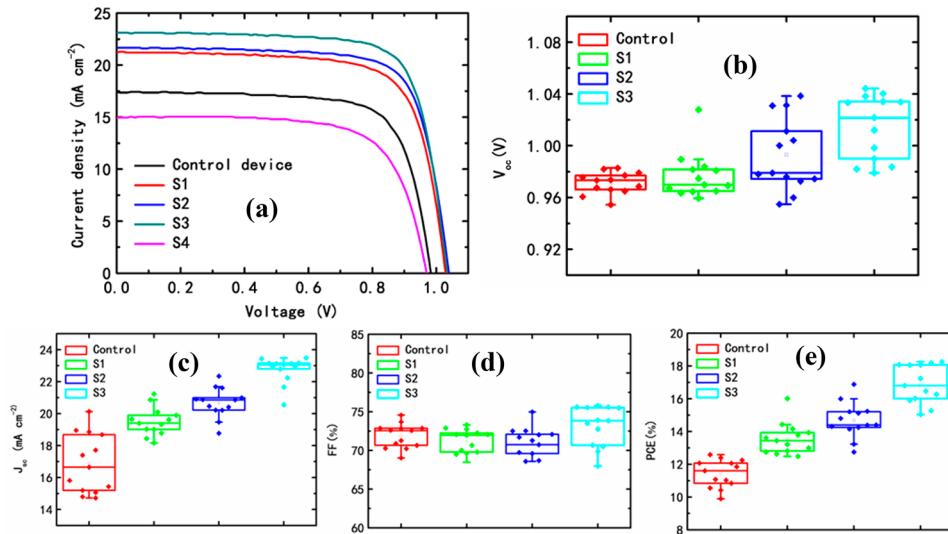 (a)
Current density (mA cm⁻²)
25
20
15
10
5
0
Control device
S1
S2
S3
S4
0.0 0.2 0.4 0.6 0.8 1.0
Voltage (V)
(b)
Voc (V)
1.08
1.04
1.00
0.96
0.92
Control
S1
S2
S3
(c)
Jsc (mA cm⁻²)
24
22
20
18
16
14
Control
S1
S2
S3
(d)
FF(%)
85
80
75
70
65
60
Control
S1
S2
S3
(e)
PCE(%)
20
18
16
14
12
10
8
Control
S1
S2
S3